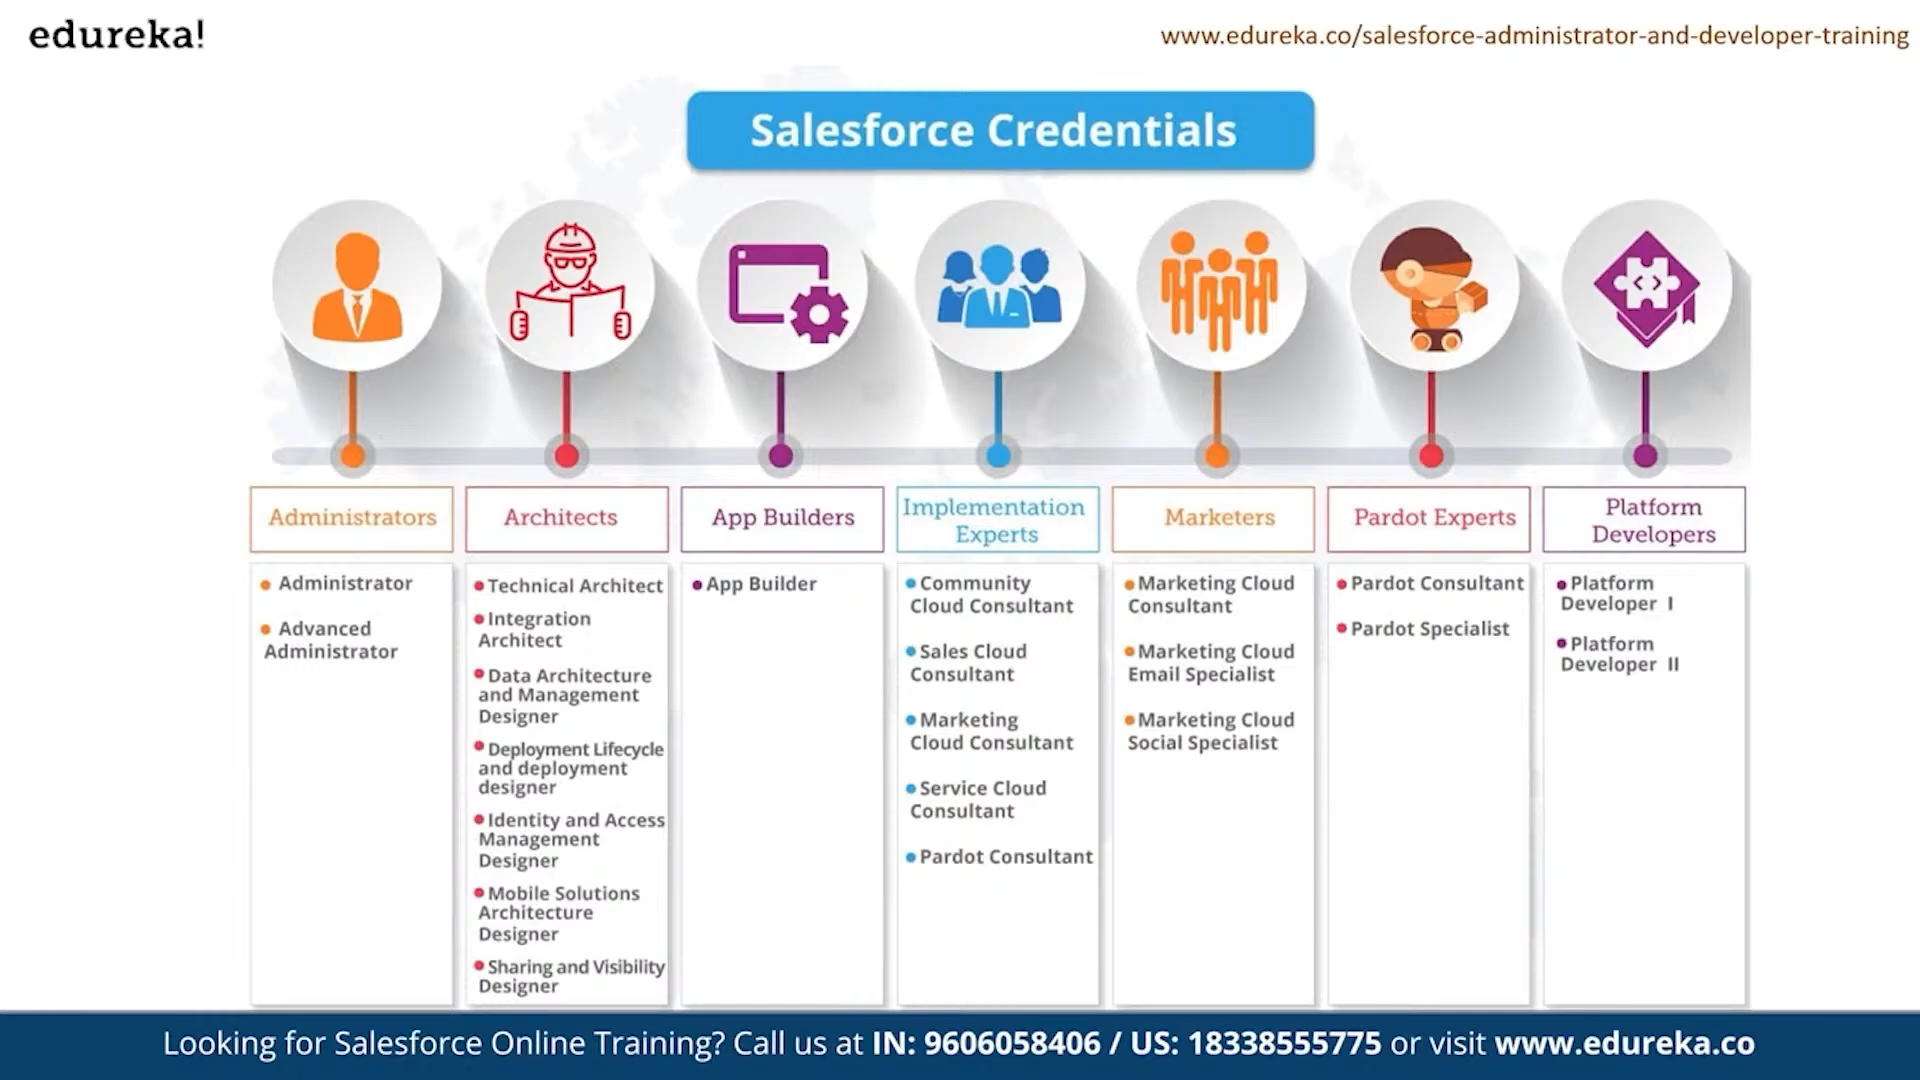 edureka!
www.edureka.co/salesforce-administrator-and-developer-training
Salesforce Credentials
Administrators
Administrator
Advanced
Administrator
Architects
Technical Architect
Integration
Architect
Data Architecture
and Management
Designer
Deployment Lifecycle
and deployment
designer
Identity and Access
Management
Designer
Mobile Solutions
Architecture
Designer
Sharing and Visibility
Designer
App Builders
App Builder
Implementation
Experts
Community
Cloud Consultant
Sales Cloud
Consultant
Marketing
Cloud Consultant
Service Cloud
Consultant
Pardot Consultant
Marketers
Marketing Cloud
Consultant
Marketing Cloud
Email Specialist
Marketing Cloud
Social Specialist
Pardot Experts
Pardot Consultant
Pardot Specialist
Platform
Developers
Platform
Developer I
Platform
Developer II
Looking for Salesforce Online Training? Call us at IN: 9606058406 / US: 18338555775 or visit www.edureka.co